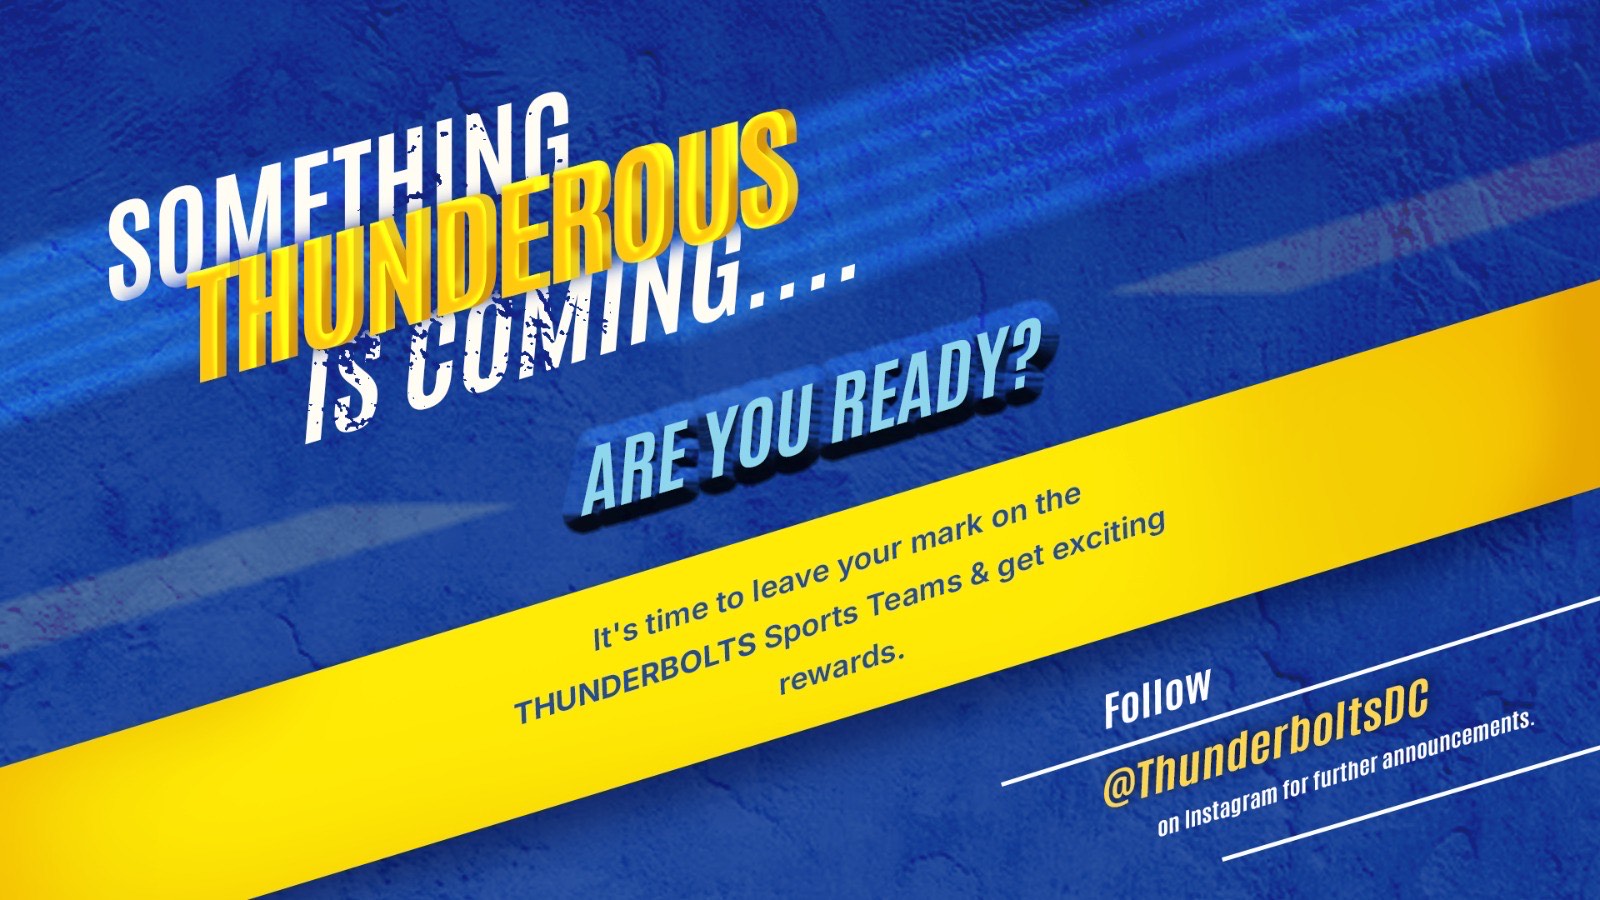 SOMETHING
THUNDEROUS
IS COMING....
ARE YOU READY?
It's time to leave your mark on the
THUNDERBOLTS Sports Teams & get exciting
rewards.
Follow
@ThunderboltsDC
on Instagram for further announcements.